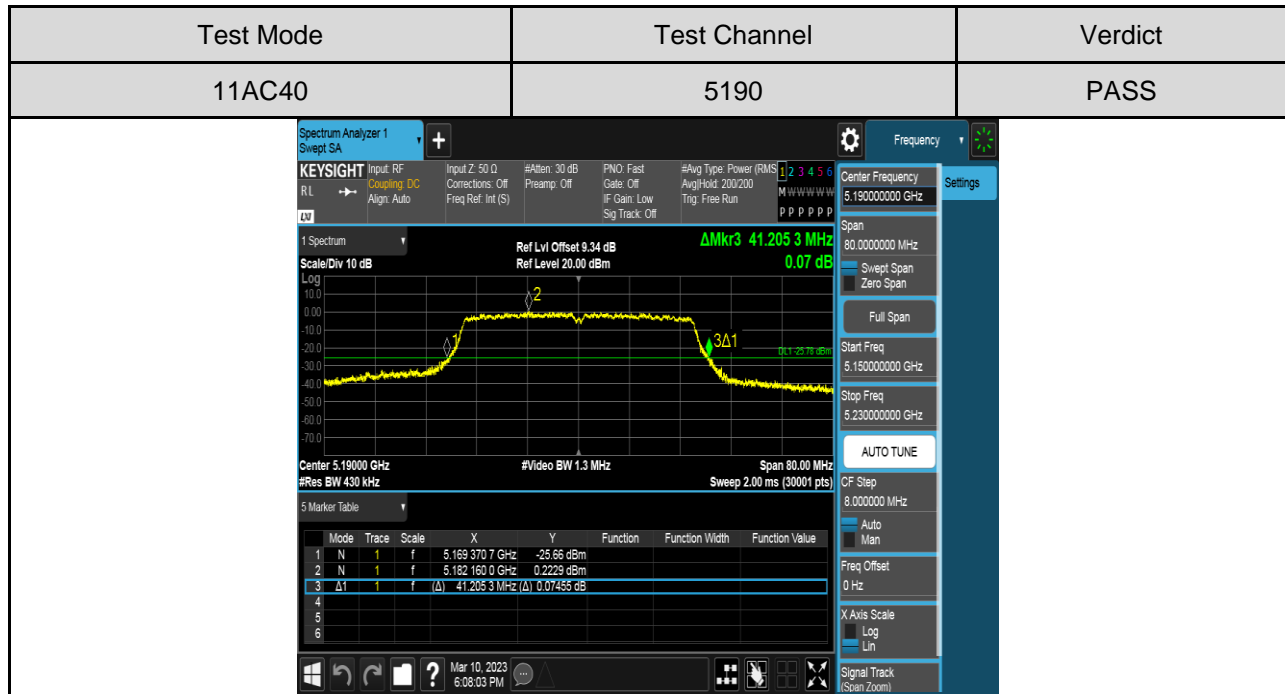 Test Mode Test Channel Verdict
11AC40 5190 PASS
Spectrum Analyzer 1
Swept SA
+
Frequency
KEYSIGHT
RL
LXI
Input: RF
Coupling: DC
Align: Auto
Input Z: 50 Ω
Corrections: Off
Freq Ref: Int (S)
#Atten: 30 dB
Preamp: Off
PNO: Fast
Gate: Off
IF Gain: Low
Sig Track: Off
#Avg Type: Power (RMS
Avg|Hold: 200/200
Trig: Free Run
1 2 3 4 5 6
M W W W W W
P P P P P P
1 Spectrum
Scale/Div 10 dB
Ref Lvl Offset 9.34 dB
Ref Level 20.00 dBm
ΔMkr3 41.205 3 MHz
0.07 dB
Log
10.0
0.00
-10.0
-20.0
-30.0
-40.0
-50.0
-60.0
-70.0
2
1
3Δ1
DL1 -25.78 dBm
Center 5.19000 GHz #Video BW 1.3 MHz Span 80.00 MHz
#Res BW 430 kHz Sweep 2.00 ms (30001 pts)
5 Marker Table
Mode Trace Scale X Y Function Function Width Function Value
1 N 1 f 5.169 370 7 GHz -25.66 dBm
2 N 1 f 5.182 160 0 GHz 0.2229 dBm
3 Δ1 1 f (Δ) 41.205 3 MHz (Δ) 0.07455 dB
4
5
6
?
Mar 10, 2023
6:08:03 PM
Center Frequency
5.190000000 GHz
Settings
Span
80.0000000 MHz
Swept Span
Zero Span
Full Span
Start Freq
5.150000000 GHz
Stop Freq
5.230000000 GHz
AUTO TUNE
CF Step
8.000000 MHz
Auto
Man
Freq Offset
0 Hz
X Axis Scale
Log
Lin
Signal Track
(Span Zoom)